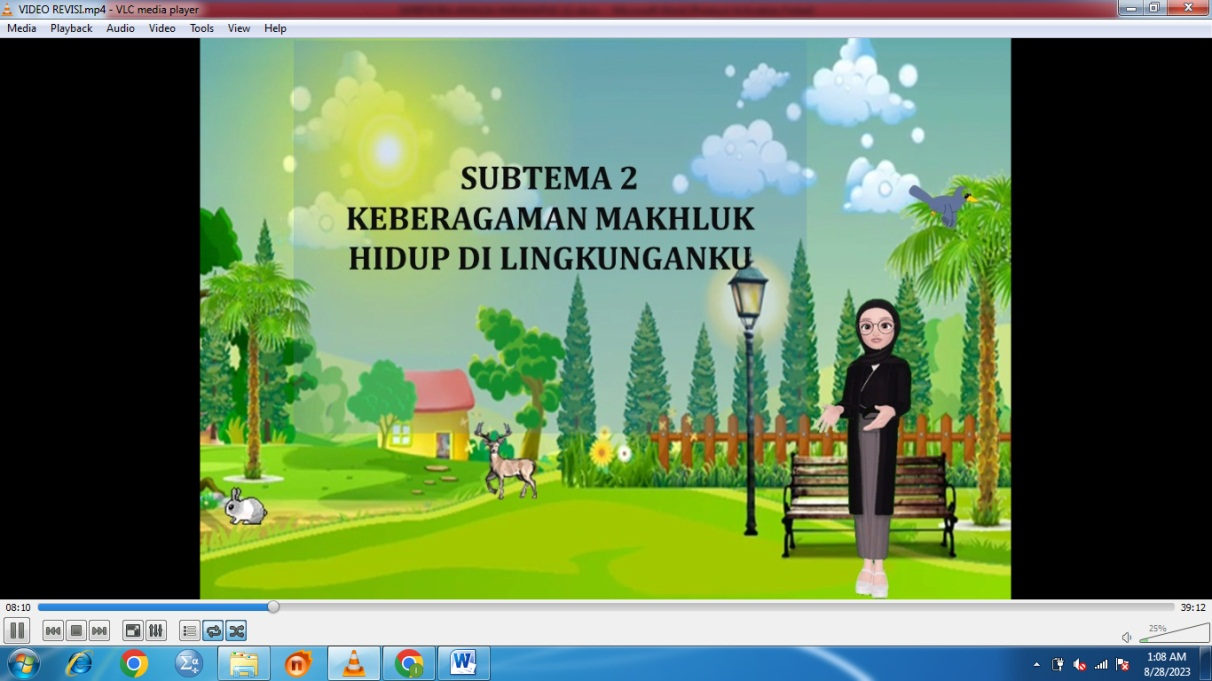 VIDEO REVISI.mp4 - VLC media player
Media Playback Audio Video Tools View Help
SUBTEMA 2
KEBERAGAMAN MAKHLUK
HIDUP DI LINGKUNGANKU
08:10
39:12
25%
1:08 AM
8/28/2023